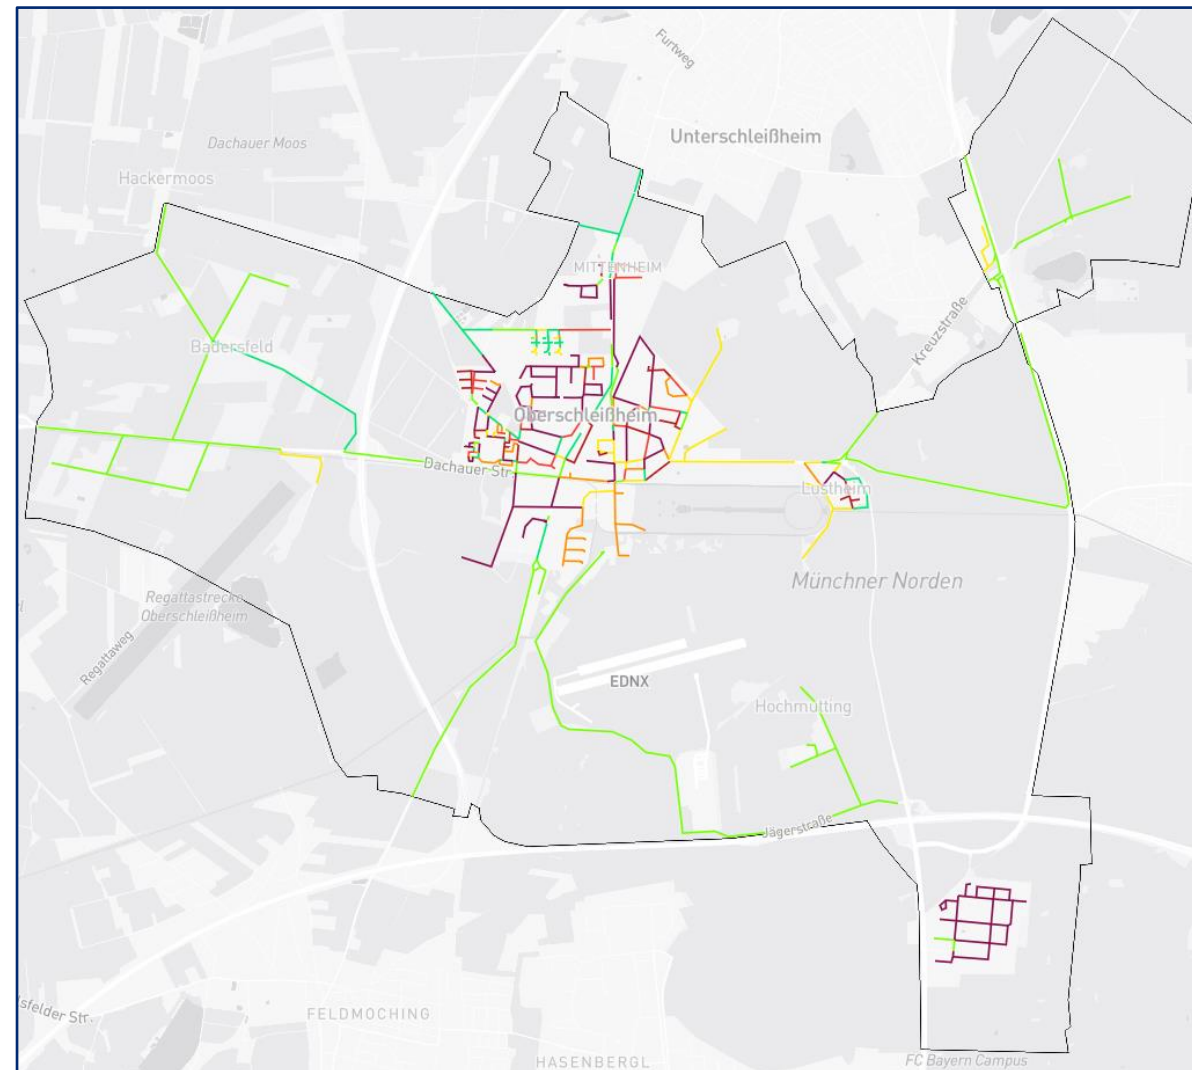 Furtweg
Unterschleißheim
Dachauer Moos
Hackermoos
MITTENHEIM
Kreuzstraße
Badersfeld
Oberschleißheim
Dachauer Str.
Lustheim
Münchner Norden
Regattastrecke
Oberschleißheim
Regattaweg
EDNX
Hochmutting
Jägerstraße
lsfelder Str.
FELDMOCHING
HASENBERGL
FC Bayern Campus